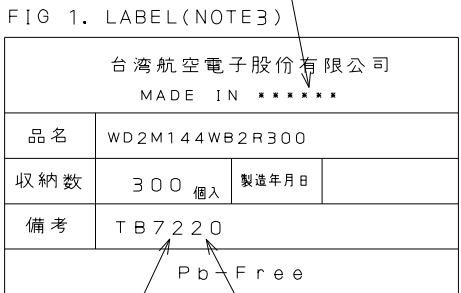 FIG 1. LABEL(NOTE3)
台湾航空電子股份有限公司
MADE IN ******
品名 WD2M144WB2R300
収納数 300 個入 製造年月日
備考 TB7220
Pb-Free